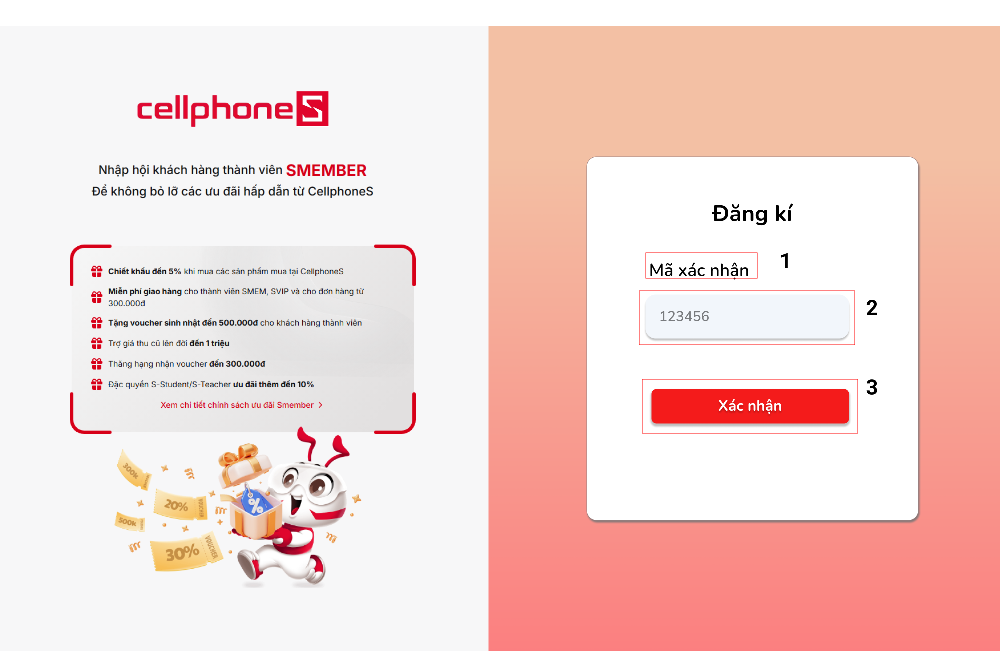 cellphoneS
Nhập hội khách hàng thành viên SMEMBER
Để không bỏ lỡ các ưu đãi hấp dẫn từ CellphoneS
Chiết khấu đến 5% khi mua các sản phẩm mua tại CellphoneS
Miễn phí giao hàng cho thành viên SMEM, SVIP và cho đơn hàng từ
300.000đ
Tặng voucher sinh nhật đến 500.000đ cho khách hàng thành viên
Trợ giá thu cũ lên đời đến 1 triệu
Thăng hạng nhận voucher đến 300.000đ
Đặc quyền S-Student/S-Teacher ưu đãi thêm đến 10%
Xem chi tiết chính sách ưu đãi Smember >
300k VOUCHER
20% VOUCHER
500k VOUCHER
30% VOUCHER
%
Đăng kí
Mã xác nhận 1
123456 2
Xác nhận 3